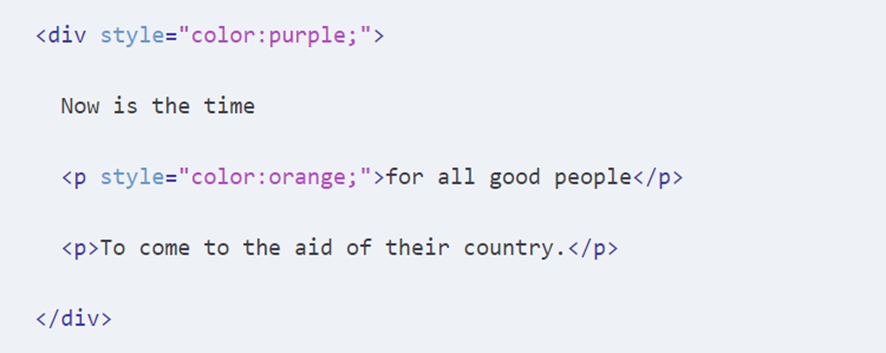 <div style="color:purple;">
Now is the time
<p style="color:orange;">for all good people</p>
<p>To come to the aid of their country.</p>
</div>